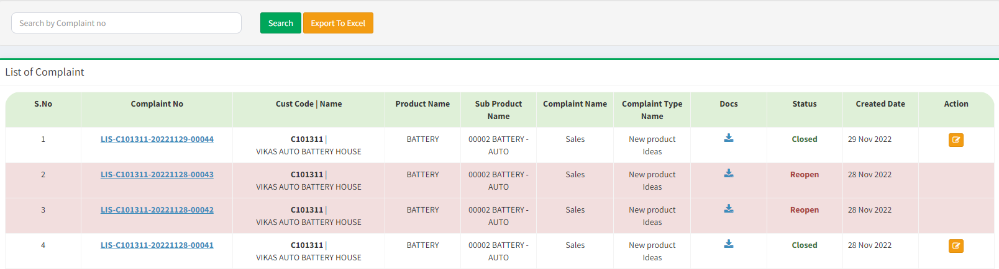 Search by Complaint no
Search
Export To Excel
List of Complaint
S.No Complaint No Cust Code | Name Product Name Sub Product Name Complaint Name Complaint Type Name Docs Status Created Date Action
1 LIS-C101311-20221129-00044 C101311 | VIKAS AUTO BATTERY HOUSE BATTERY 00002 BATTERY - AUTO Sales New product Ideas Closed 29 Nov 2022
2 LIS-C101311-20221128-00043 C101311 | VIKAS AUTO BATTERY HOUSE BATTERY 00002 BATTERY - AUTO Sales New product Ideas Reopen 28 Nov 2022
3 LIS-C101311-20221128-00042 C101311 | VIKAS AUTO BATTERY HOUSE BATTERY 00002 BATTERY - AUTO Sales New product Ideas Reopen 28 Nov 2022
4 LIS-C101311-20221128-00041 C101311 | VIKAS AUTO BATTERY HOUSE BATTERY 00002 BATTERY - AUTO Sales New product Ideas Closed 28 Nov 2022